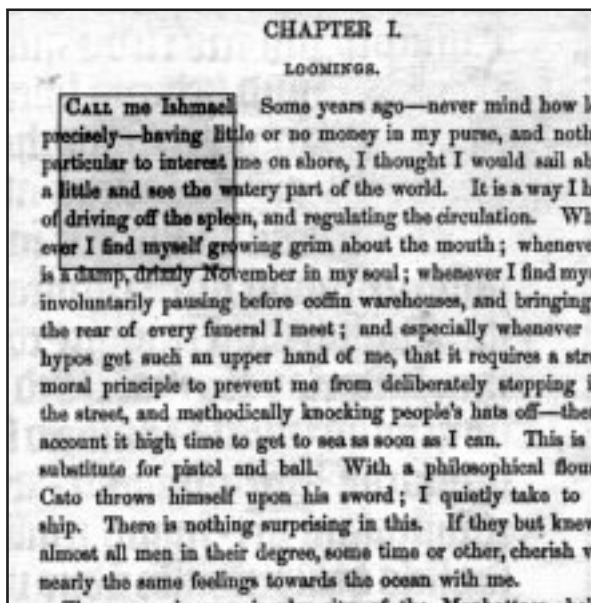 CHAPTER I.
LOOMINGS.
CALL me Ishmael. Some years ago—never mind how l
precisely—having little or no money in my purse, and noth
particular to interest me on shore, I thought I would sail ab
a little and see the watery part of the world. It is a way I h
of driving off the spleen, and regulating the circulation. Wh
ever I find myself growing grim about the mouth; wheneve
is a damp, drizzly November in my soul; whenever I find mys
involuntarily pausing before coffin warehouses, and bringing
the rear of every funeral I meet; and especially whenever
hypos get such an upper hand of me, that it requires a str
moral principle to prevent me from deliberately stepping i
the street, and methodically knocking people's hats off—then
account it high time to get to sea as soon as I can. This is
substitute for pistol and ball. With a philosophical flour
Cato throws himself upon his sword; I quietly take to
ship. There is nothing surprising in this. If they but knew
almost all men in their degree, some time or other, cherish v
nearly the same feelings towards the ocean with me.